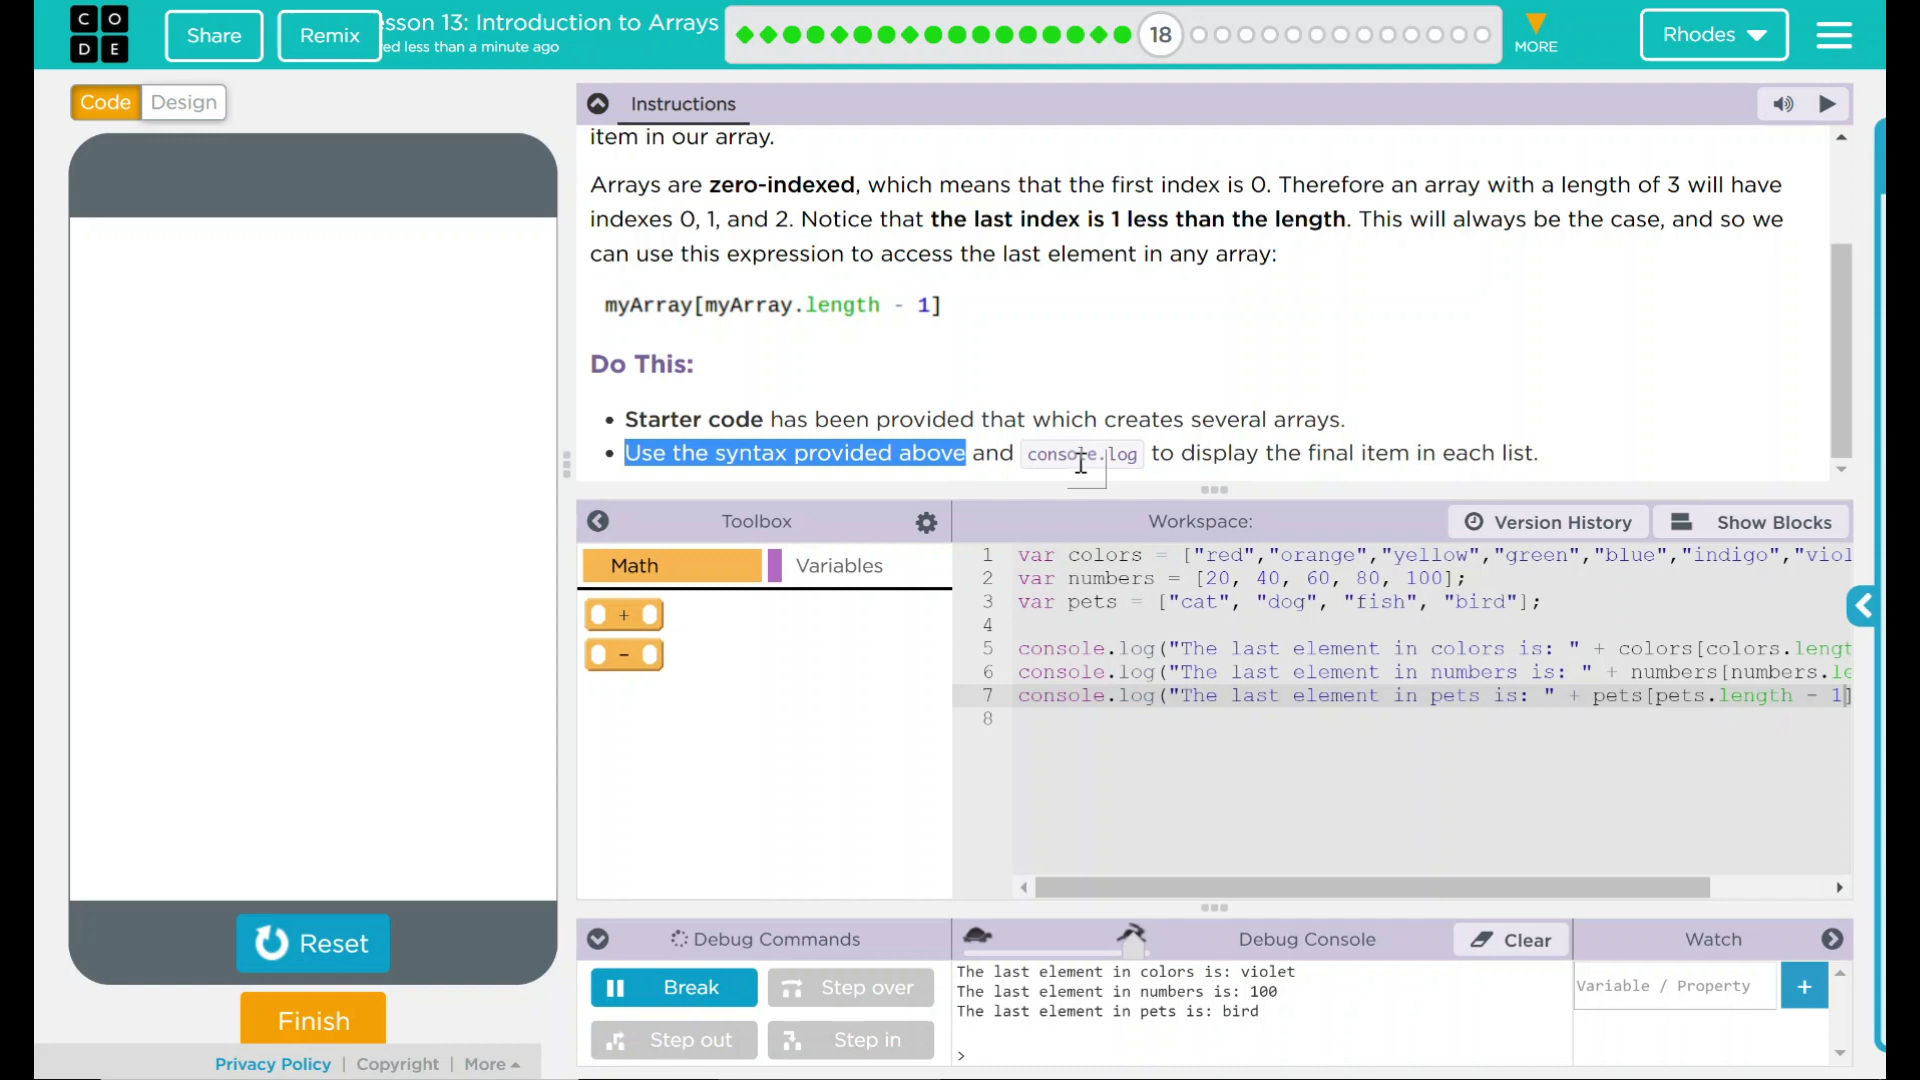 CODE
Share
Remix
esson 13: Introduction to Arrays
ed less than a minute ago
18
MORE
Rhodes
Code
Design
Instructions
item in our array.
Arrays are zero-indexed, which means that the first index is 0. Therefore an array with a length of 3 will have
indexes 0, 1, and 2. Notice that the last index is 1 less than the length. This will always be the case, and so we
can use this expression to access the last element in any array:
myArray[myArray.length - 1]
Do This:
Starter code has been provided that which creates several arrays.
Use the syntax provided above and console.log to display the final item in each list.
Toolbox
Workspace:
Version History
Show Blocks
Math
Variables
+
-
1 var colors = ["red","orange","yellow","green","blue","indigo","viol
2 var numbers = [20, 40, 60, 80, 100];
3 var pets = ["cat", "dog", "fish", "bird"];
4
5 console.log("The last element in colors is: " + colors[colors.lengt
6 console.log("The last element in numbers is: " + numbers[numbers.le
7 console.log("The last element in pets is: " + pets[pets.length - 1]
8
Reset
Finish
Debug Commands
Debug Console
Clear
Watch
Break
Step over
Step out
Step in
The last element in colors is: violet
The last element in numbers is: 100
The last element in pets is: bird
>
Variable / Property
+
Privacy Policy | Copyright | More